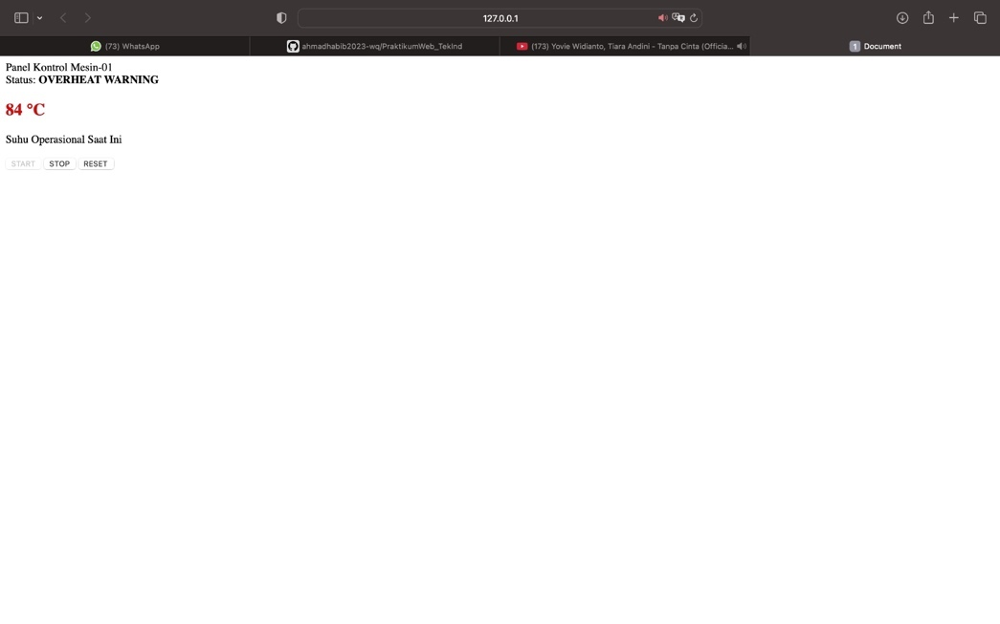 127.0.0.1
(73) WhatsApp
ahmadhabib2023-wq/PraktikumWeb_TekInd
(173) Yovie Widianto, Tiara Andini - Tanpa Cinta (Officia...
1 Document
Panel Kontrol Mesin-01
Status: OVERHEAT WARNING
84 °C
Suhu Operasional Saat Ini
START STOP RESET